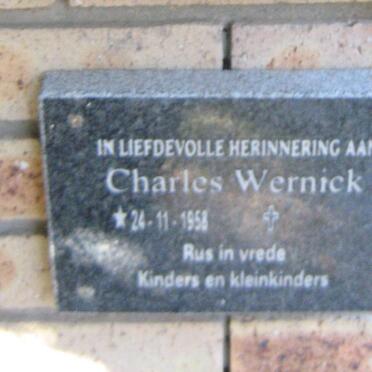 IN LIEFDEVOLLE HERINNERING AAN
Charles Wernick
★ 24-11-1958 ✝
Rus in vrede
Kinders en kleinkinders